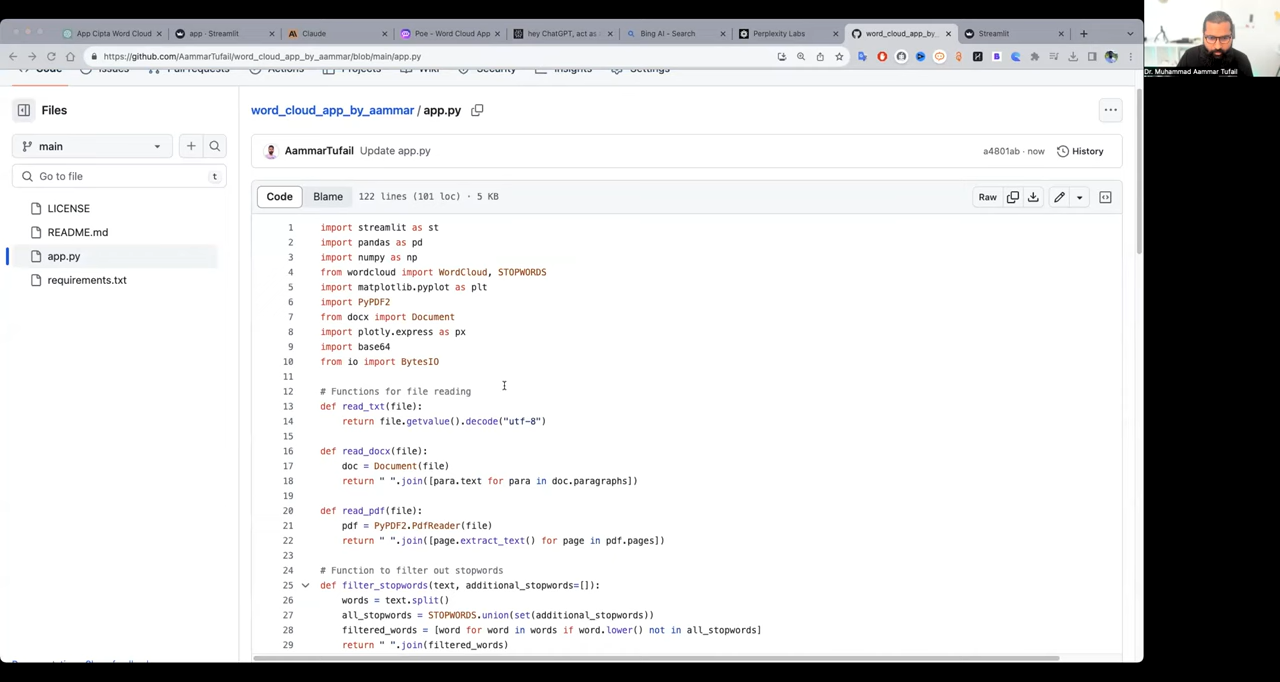 App Cipta Word Cloud
app · Streamlit
Claude
Poe - Word Cloud App
hey ChatGPT, act as
Bing AI - Search
Perplexity Labs
word_cloud_app_by_
Streamlit
https://github.com/AammarTufail/word_cloud_app_by_aammar/blob/main/app.py
Code Issues Pull requests Actions Projects Wiki Security Insights Settings
Files
main
Go to file
t
LICENSE
README.md
app.py
requirements.txt
word_cloud_app_by_aammar / app.py
AammarTufail Update app.py
a4801ab · now History
Code Blame 122 lines (101 loc) · 5 KB
Raw
1 import streamlit as st
2 import pandas as pd
3 import numpy as np
4 from wordcloud import WordCloud, STOPWORDS
5 import matplotlib.pyplot as plt
6 import PyPDF2
7 from docx import Document
8 import plotly.express as px
9 import base64
10 from io import BytesIO
11
12 # Functions for file reading
13 def read_txt(file):
14 return file.getvalue().decode("utf-8")
15
16 def read_docx(file):
17 doc = Document(file)
18 return " ".join([para.text for para in doc.paragraphs])
19
20 def read_pdf(file):
21 pdf = PyPDF2.PdfReader(file)
22 return " ".join([page.extract_text() for page in pdf.pages])
23
24 # Function to filter out stopwords
25 def filter_stopwords(text, additional_stopwords=[]):
26 words = text.split()
27 all_stopwords = STOPWORDS.union(set(additional_stopwords))
28 filtered_words = [word for word in words if word.lower() not in all_stopwords]
29 return " ".join(filtered_words)
Dr. Muhammad Aammar Tufail